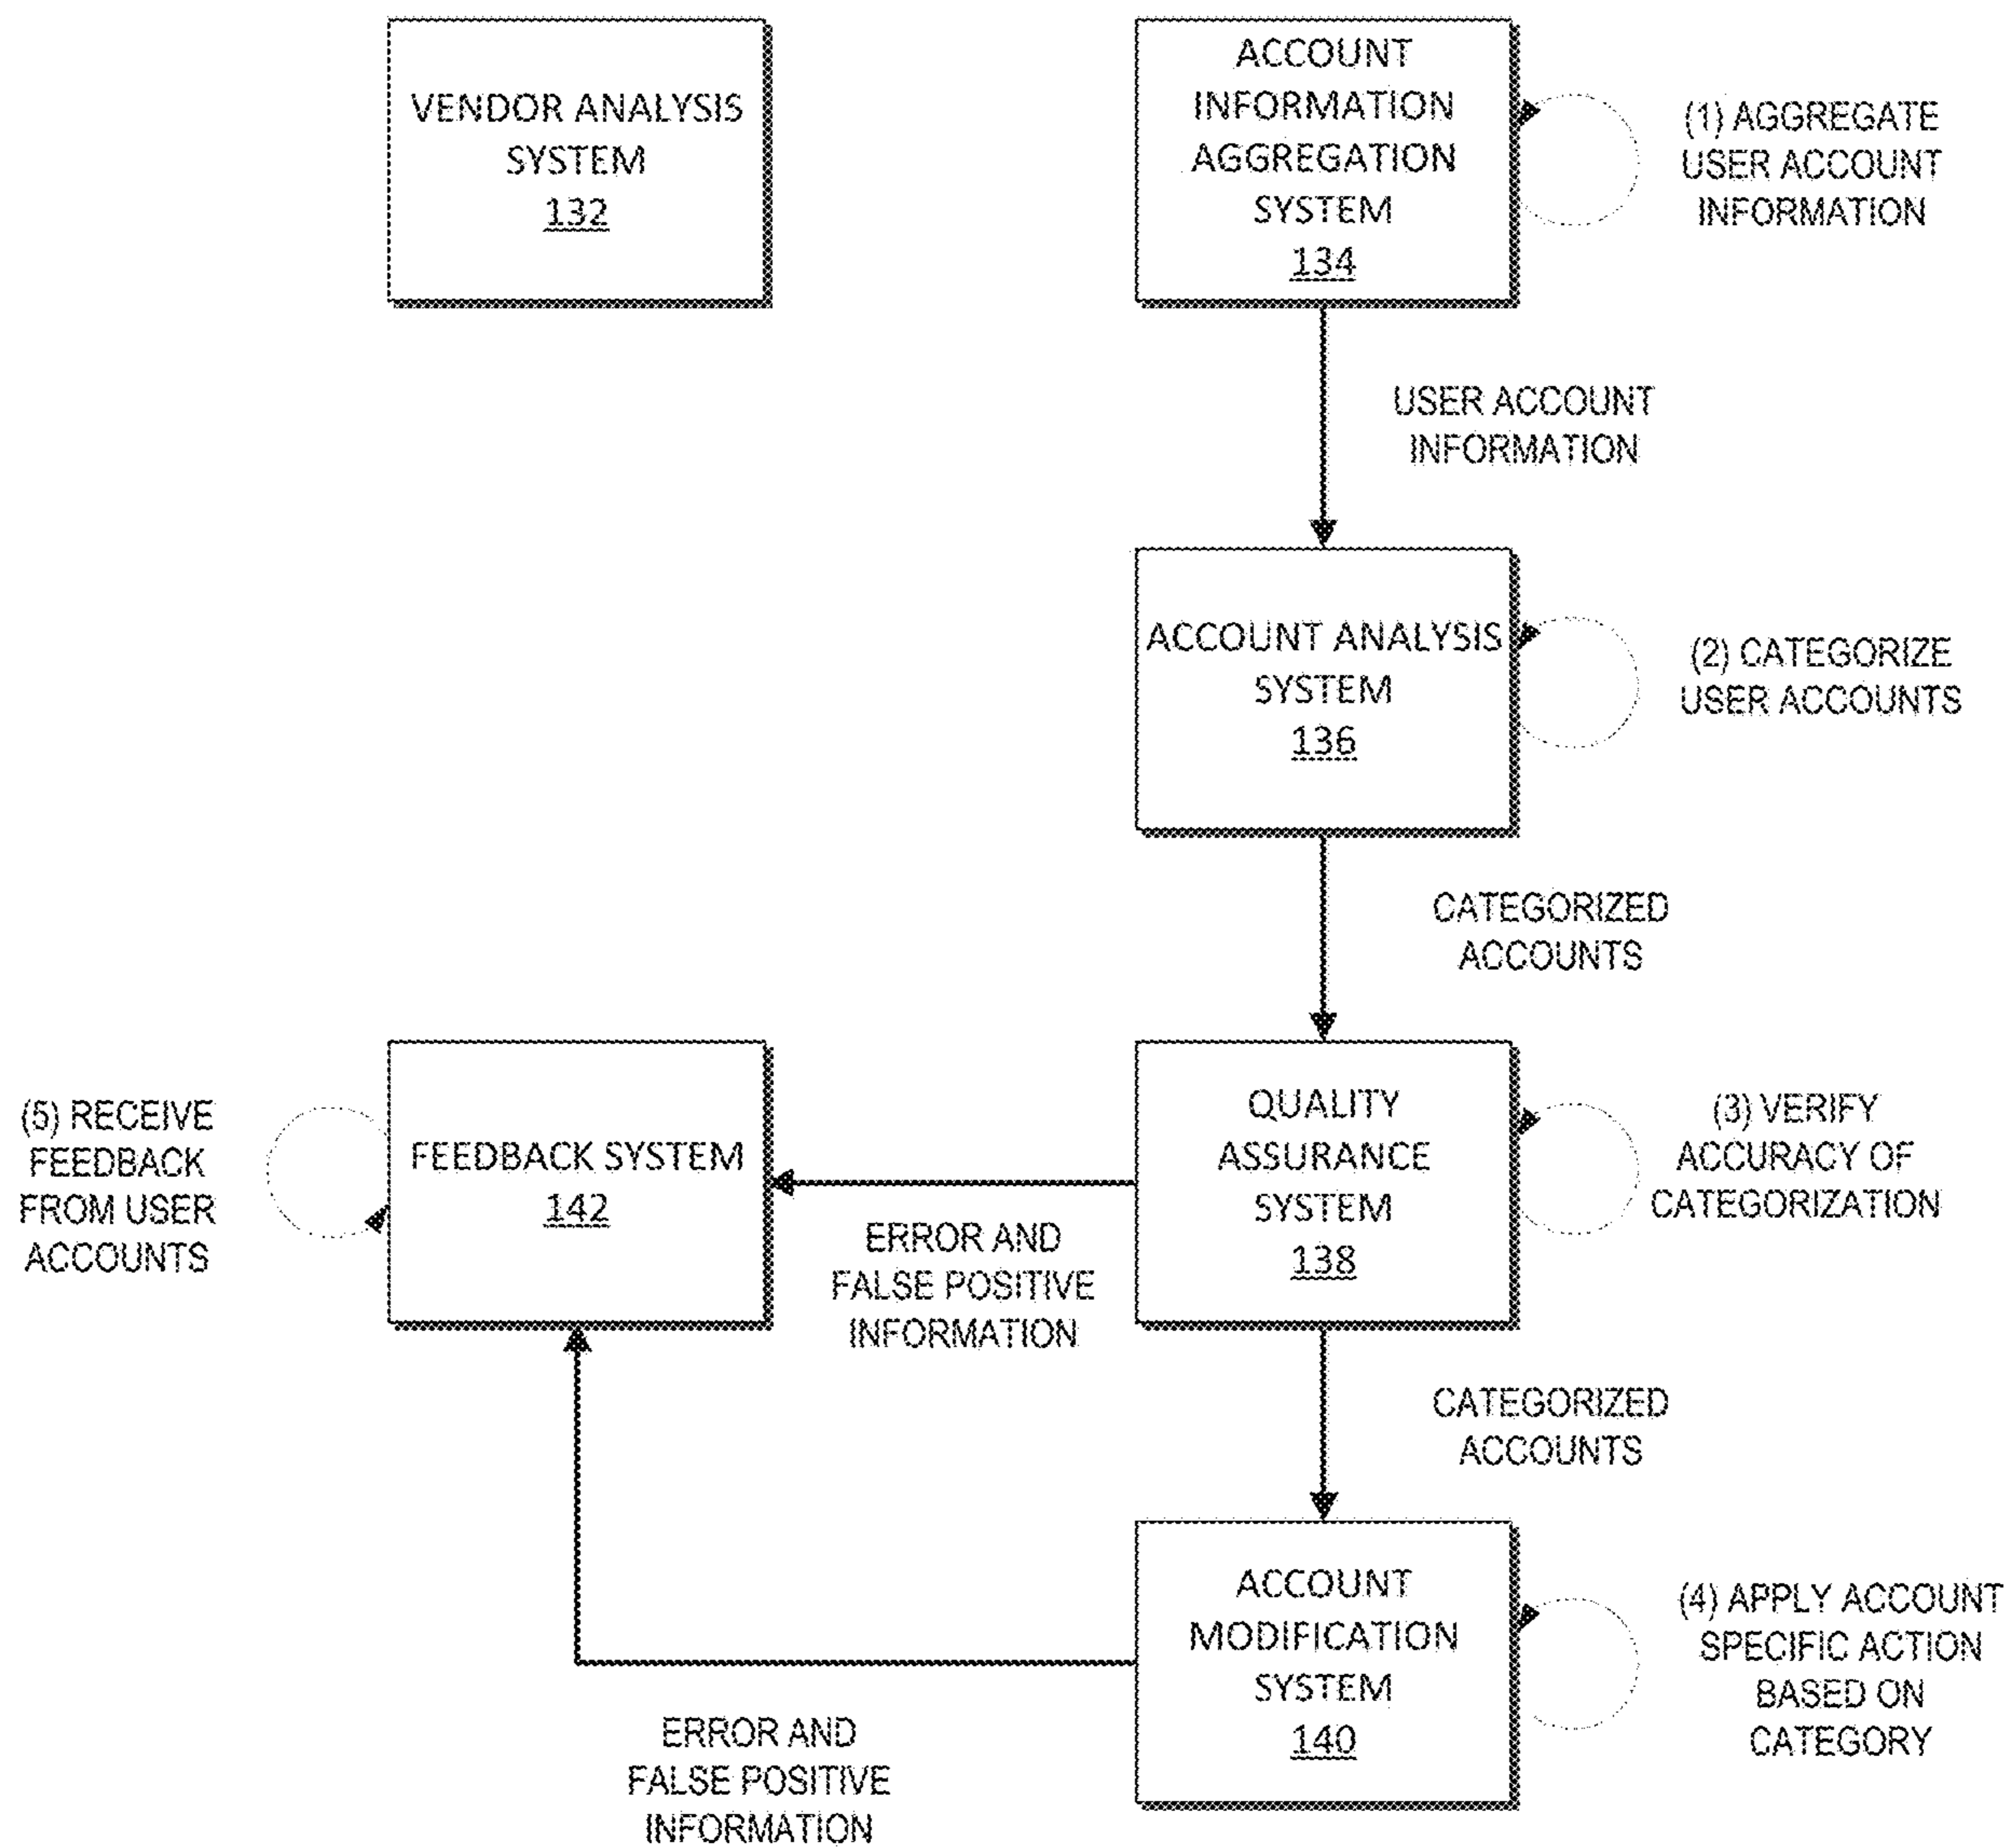 VENDOR ANALYSIS
SYSTEM
132
ACCOUNT
INFORMATION
AGGREGATION
SYSTEM
134
(1) AGGREGATE
USER ACCOUNT
INFORMATION
USER ACCOUNT
INFORMATION
ACCOUNT ANALYSIS
SYSTEM
136
(2) CATEGORIZE
USER ACCOUNTS
CATEGORIZED
ACCOUNTS
(5) RECEIVE
FEEDBACK
FROM USER
ACCOUNTS
FEEDBACK SYSTEM
142
ERROR AND
FALSE POSITIVE
INFORMATION
QUALITY
ASSURANCE
SYSTEM
138
(3) VERIFY
ACCURACY OF
CATEGORIZATION
CATEGORIZED
ACCOUNTS
ERROR AND
FALSE POSITIVE
INFORMATION
ACCOUNT
MODIFICATION
SYSTEM
140
(4) APPLY ACCOUNT
SPECIFIC ACTION
BASED ON
CATEGORY